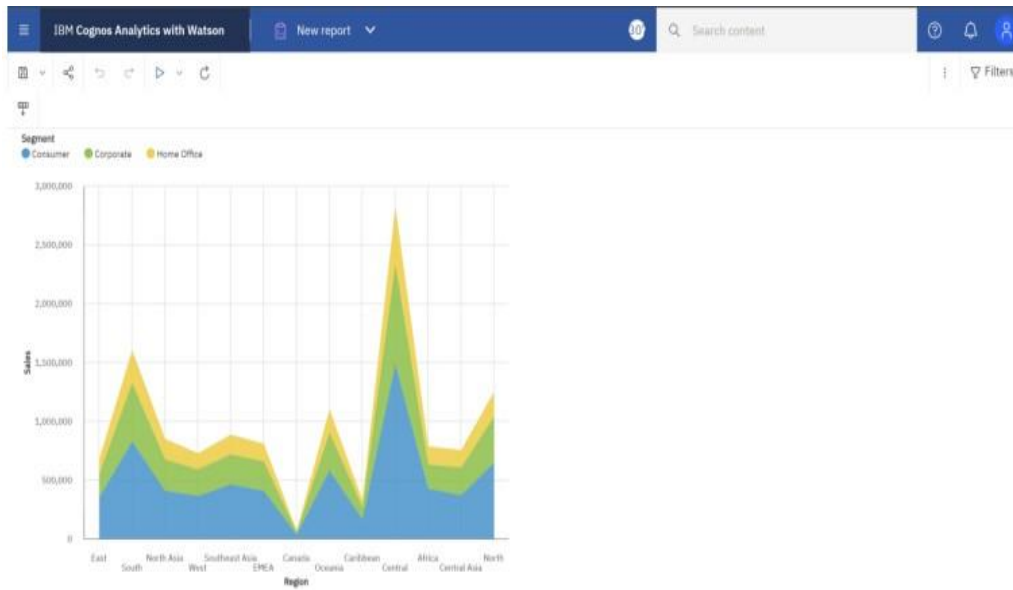 IBM Cognos Analytics with Watson
New report
30'
Search content
Filters
Segment
Consumer Corporate Home Office
3,000,000
2,500,000
2,000,000
1,500,000
1,000,000
500,000
0
Sales
East North Asia Southeast Asia Canada Caribbean Africa North
South West EMEA Oceania Central Central Asia
Region